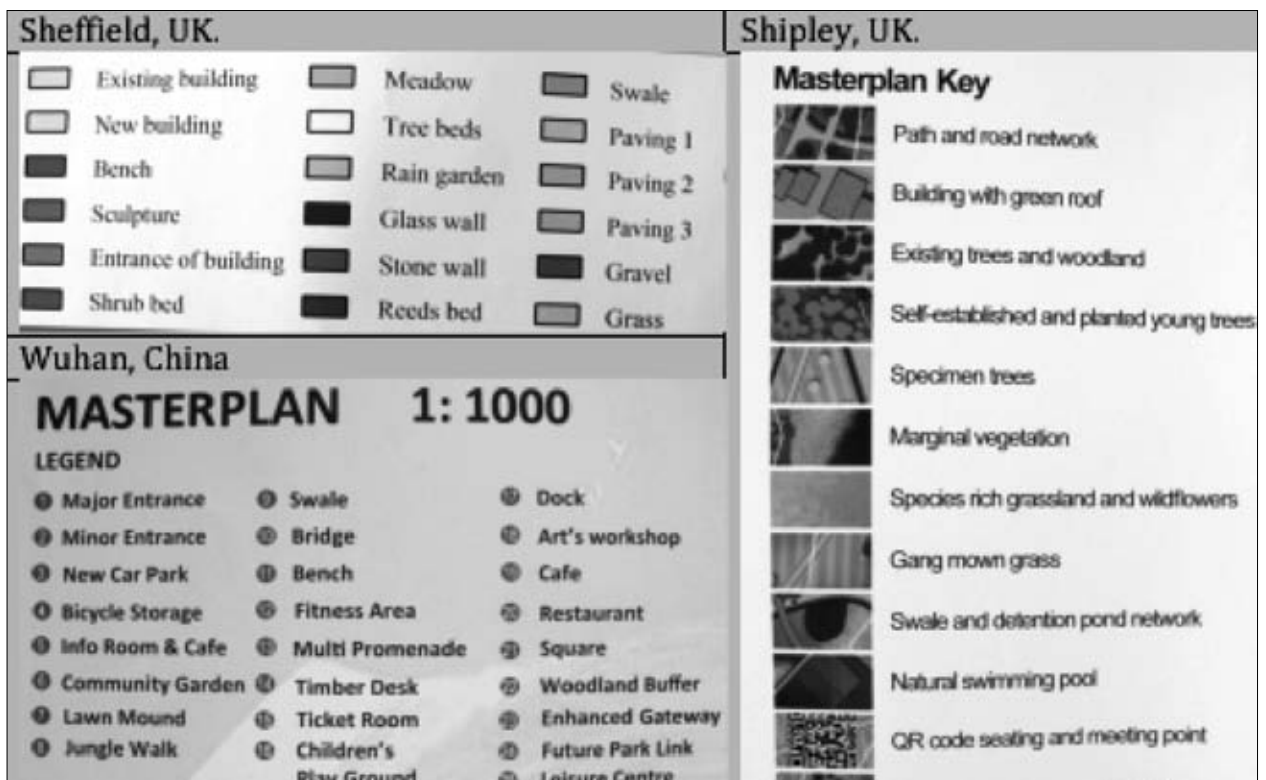 Sheffield, UK.
Existing building
New building
Bench
Sculpture
Entrance of building
Shrub bed
Meadow
Tree beds
Rain garden
Glass wall
Stone wall
Reeds bed
Swale
Paving 1
Paving 2
Paving 3
Gravel
Grass
Wuhan, China
MASTERPLAN 1: 1000
LEGEND
Major Entrance
Minor Entrance
New Car Park
Bicycle Storage
Info Room & Cafe
Community Garden
Lawn Mound
Jungle Walk
Swale
Bridge
Bench
Fitness Area
Multi Promenade
Timber Desk
Ticket Room
Children's
Play Ground
Dock
Art's workshop
Cafe
Restaurant
Square
Woodland Buffer
Enhanced Gateway
Future Park Link
Leisure Centre
Shipley, UK.
Masterplan Key
Path and road network
Building with green roof
Existing trees and woodland
Self-established and planted young trees
Specimen trees
Marginal vegetation
Species rich grassland and wildflowers
Gang mown grass
Swale and detention pond network
Natural swimming pool
QR code seating and meeting point